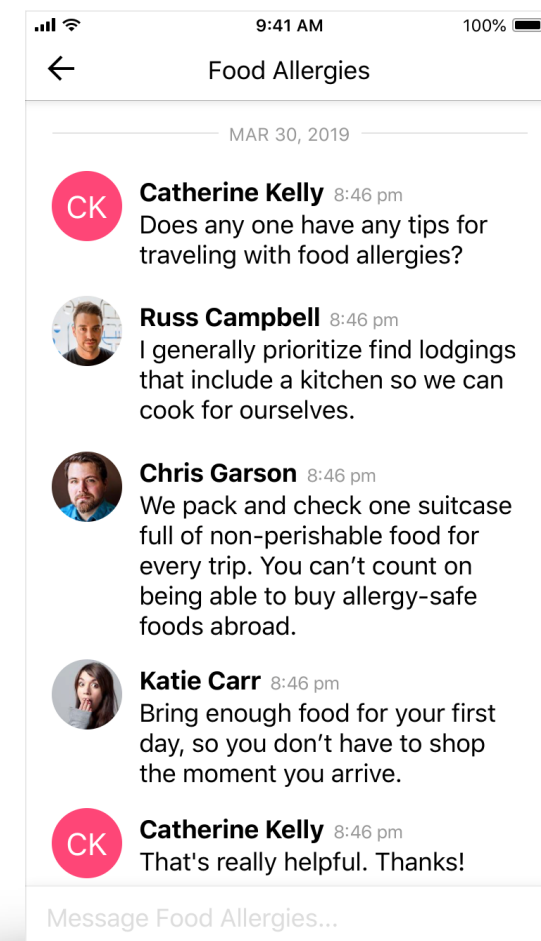 9:41 AM 100%
Food Allergies
MAR 30, 2019
CK
Catherine Kelly 8:46 pm
Does any one have any tips for
traveling with food allergies?
Russ Campbell 8:46 pm
I generally prioritize find lodgings
that include a kitchen so we can
cook for ourselves.
Chris Garson 8:46 pm
We pack and check one suitcase
full of non-perishable food for
every trip. You can’t count on
being able to buy allergy-safe
foods abroad.
Katie Carr 8:46 pm
Bring enough food for your first
day, so you don’t have to shop
the moment you arrive.
CK
Catherine Kelly 8:46 pm
That's really helpful. Thanks!
Message Food Allergies...